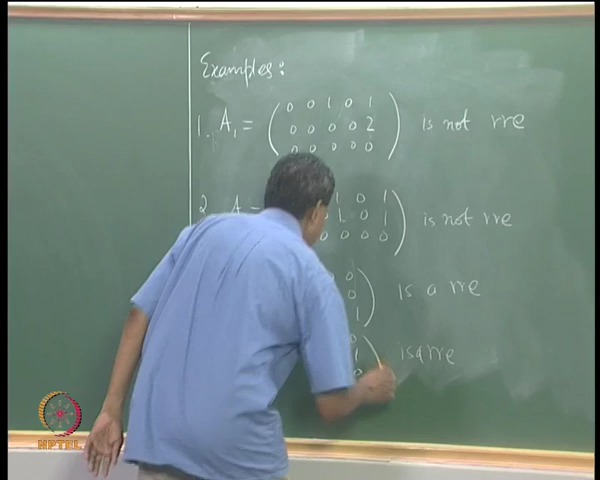 Examples:
0 0 1 0 1
1. A₁ = ( 0 0 0 0 2 ) is not rre
0 0 0 0 0
1 0 1
2. A 1 0 1 ) is not rre
0 0 0 0
0 0
0 ) is a rre
1
0
1 ) is a rre
0
NPTEL